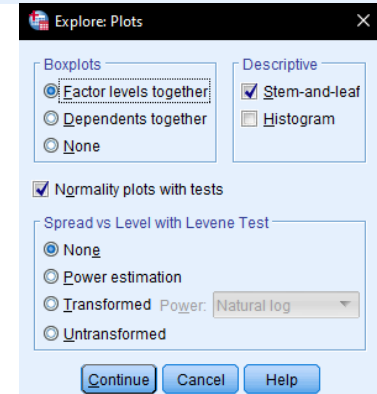 Explore: Plots
Boxplots
Factor levels together
Dependents together
None
Descriptive
Stem-and-leaf
Histogram
Normality plots with tests
Spread vs Level with Levene Test
None
Power estimation
Transformed Power: Natural log
Untransformed
Continue Cancel Help